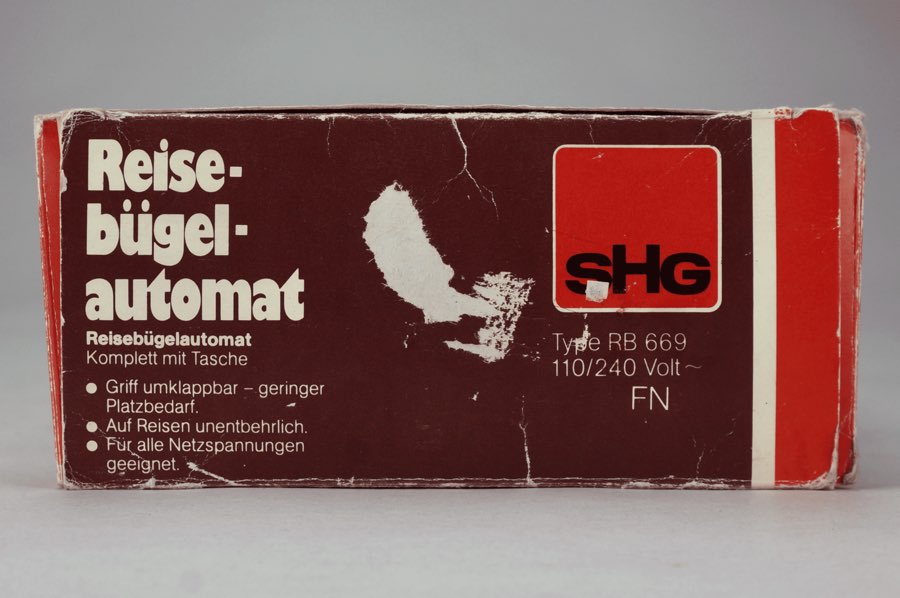 Reise-
bügel-
automat
Reisebügelautomat
Komplett mit Tasche
● Griff umklappbar – geringer
Platzbedarf.
● Auf Reisen unentbehrlich.
● Für alle Netzspannungen
geeignet.
SHG
Type RB 669
110/240 Volt ~
FN